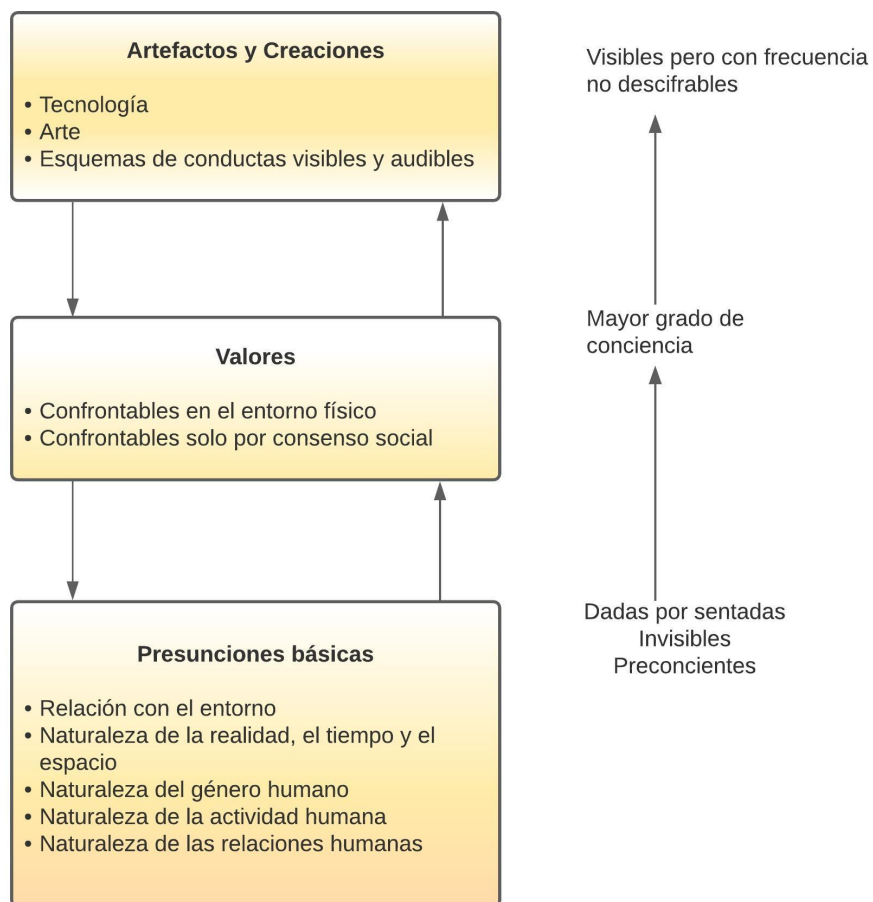 Artefactos y Creaciones
• Tecnología
• Arte
• Esquemas de conductas visibles y audibles
Visibles pero con frecuencia
no descifrables
Valores
• Confrontables en el entorno físico
• Confrontables solo por consenso social
Mayor grado de
conciencia
Presunciones básicas
• Relación con el entorno
• Naturaleza de la realidad, el tiempo y el
espacio
• Naturaleza del género humano
• Naturaleza de la actividad humana
• Naturaleza de las relaciones humanas
Dadas por sentadas
Invisibles
Preconcientes